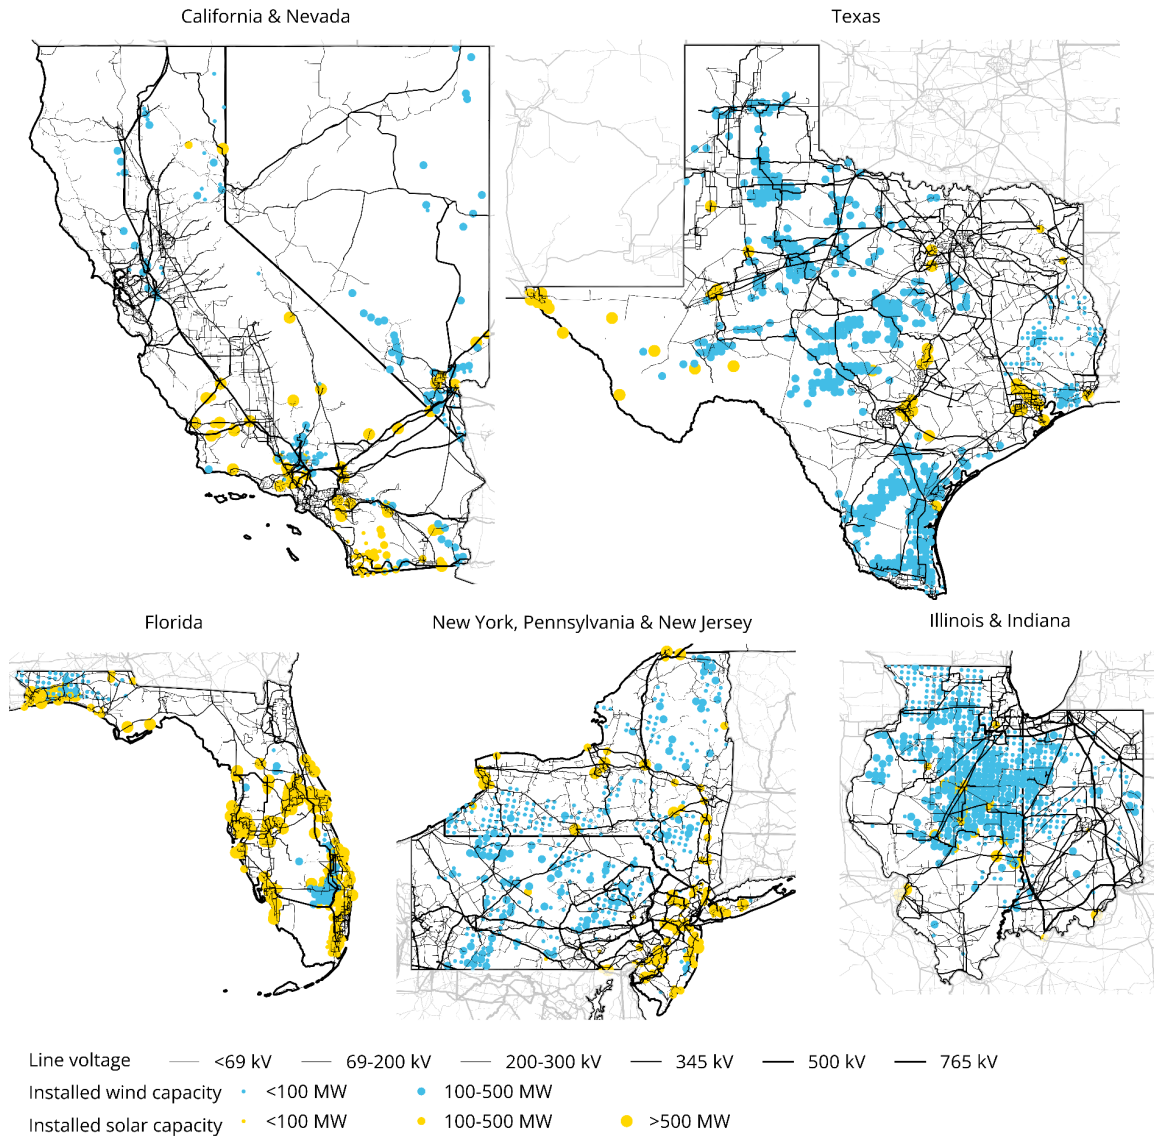 California & Nevada
Texas
Florida
New York, Pennsylvania & New Jersey
Illinois & Indiana
Line voltage <69 kV 69-200 kV 200-300 kV 345 kV 500 kV 765 kV
Installed wind capacity <100 MW 100-500 MW
Installed solar capacity <100 MW 100-500 MW >500 MW